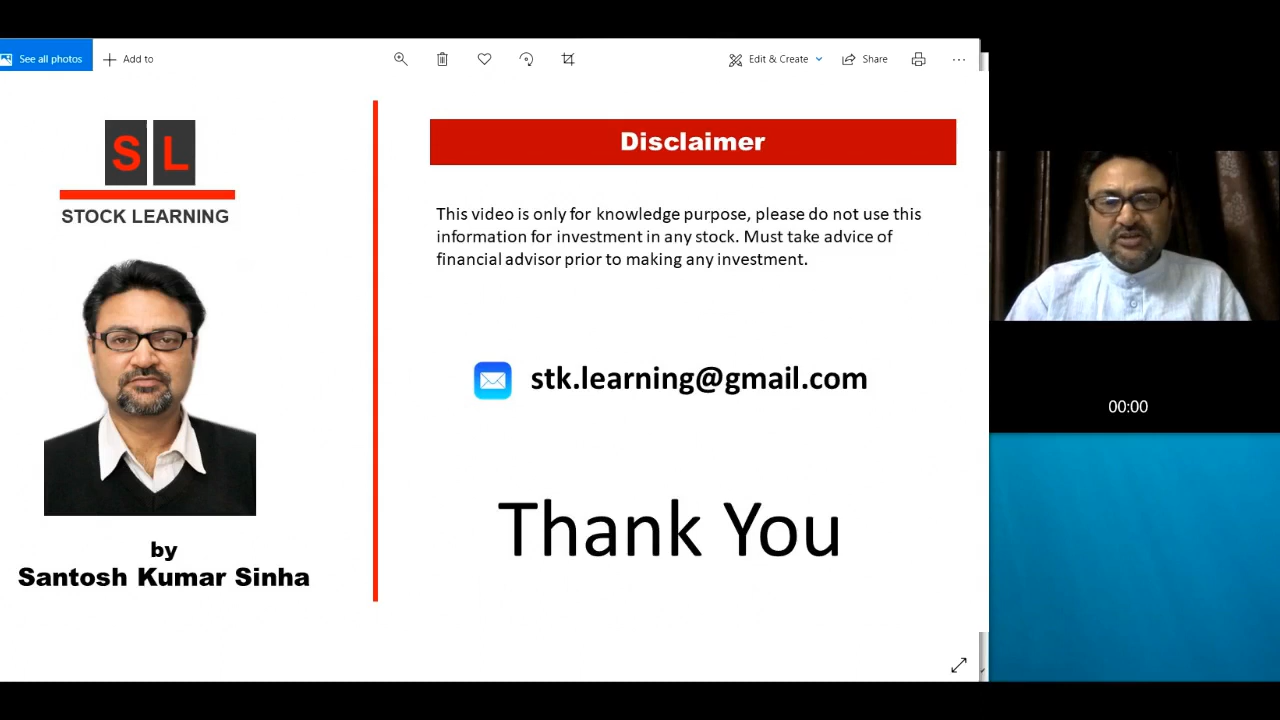 See all photos
Add to
Edit & Create
Share
S L
STOCK LEARNING
by
Santosh Kumar Sinha
Disclaimer
This video is only for knowledge purpose, please do not use this
information for investment in any stock. Must take advice of
financial advisor prior to making any investment.
stk.learning@gmail.com
Thank You
00:00